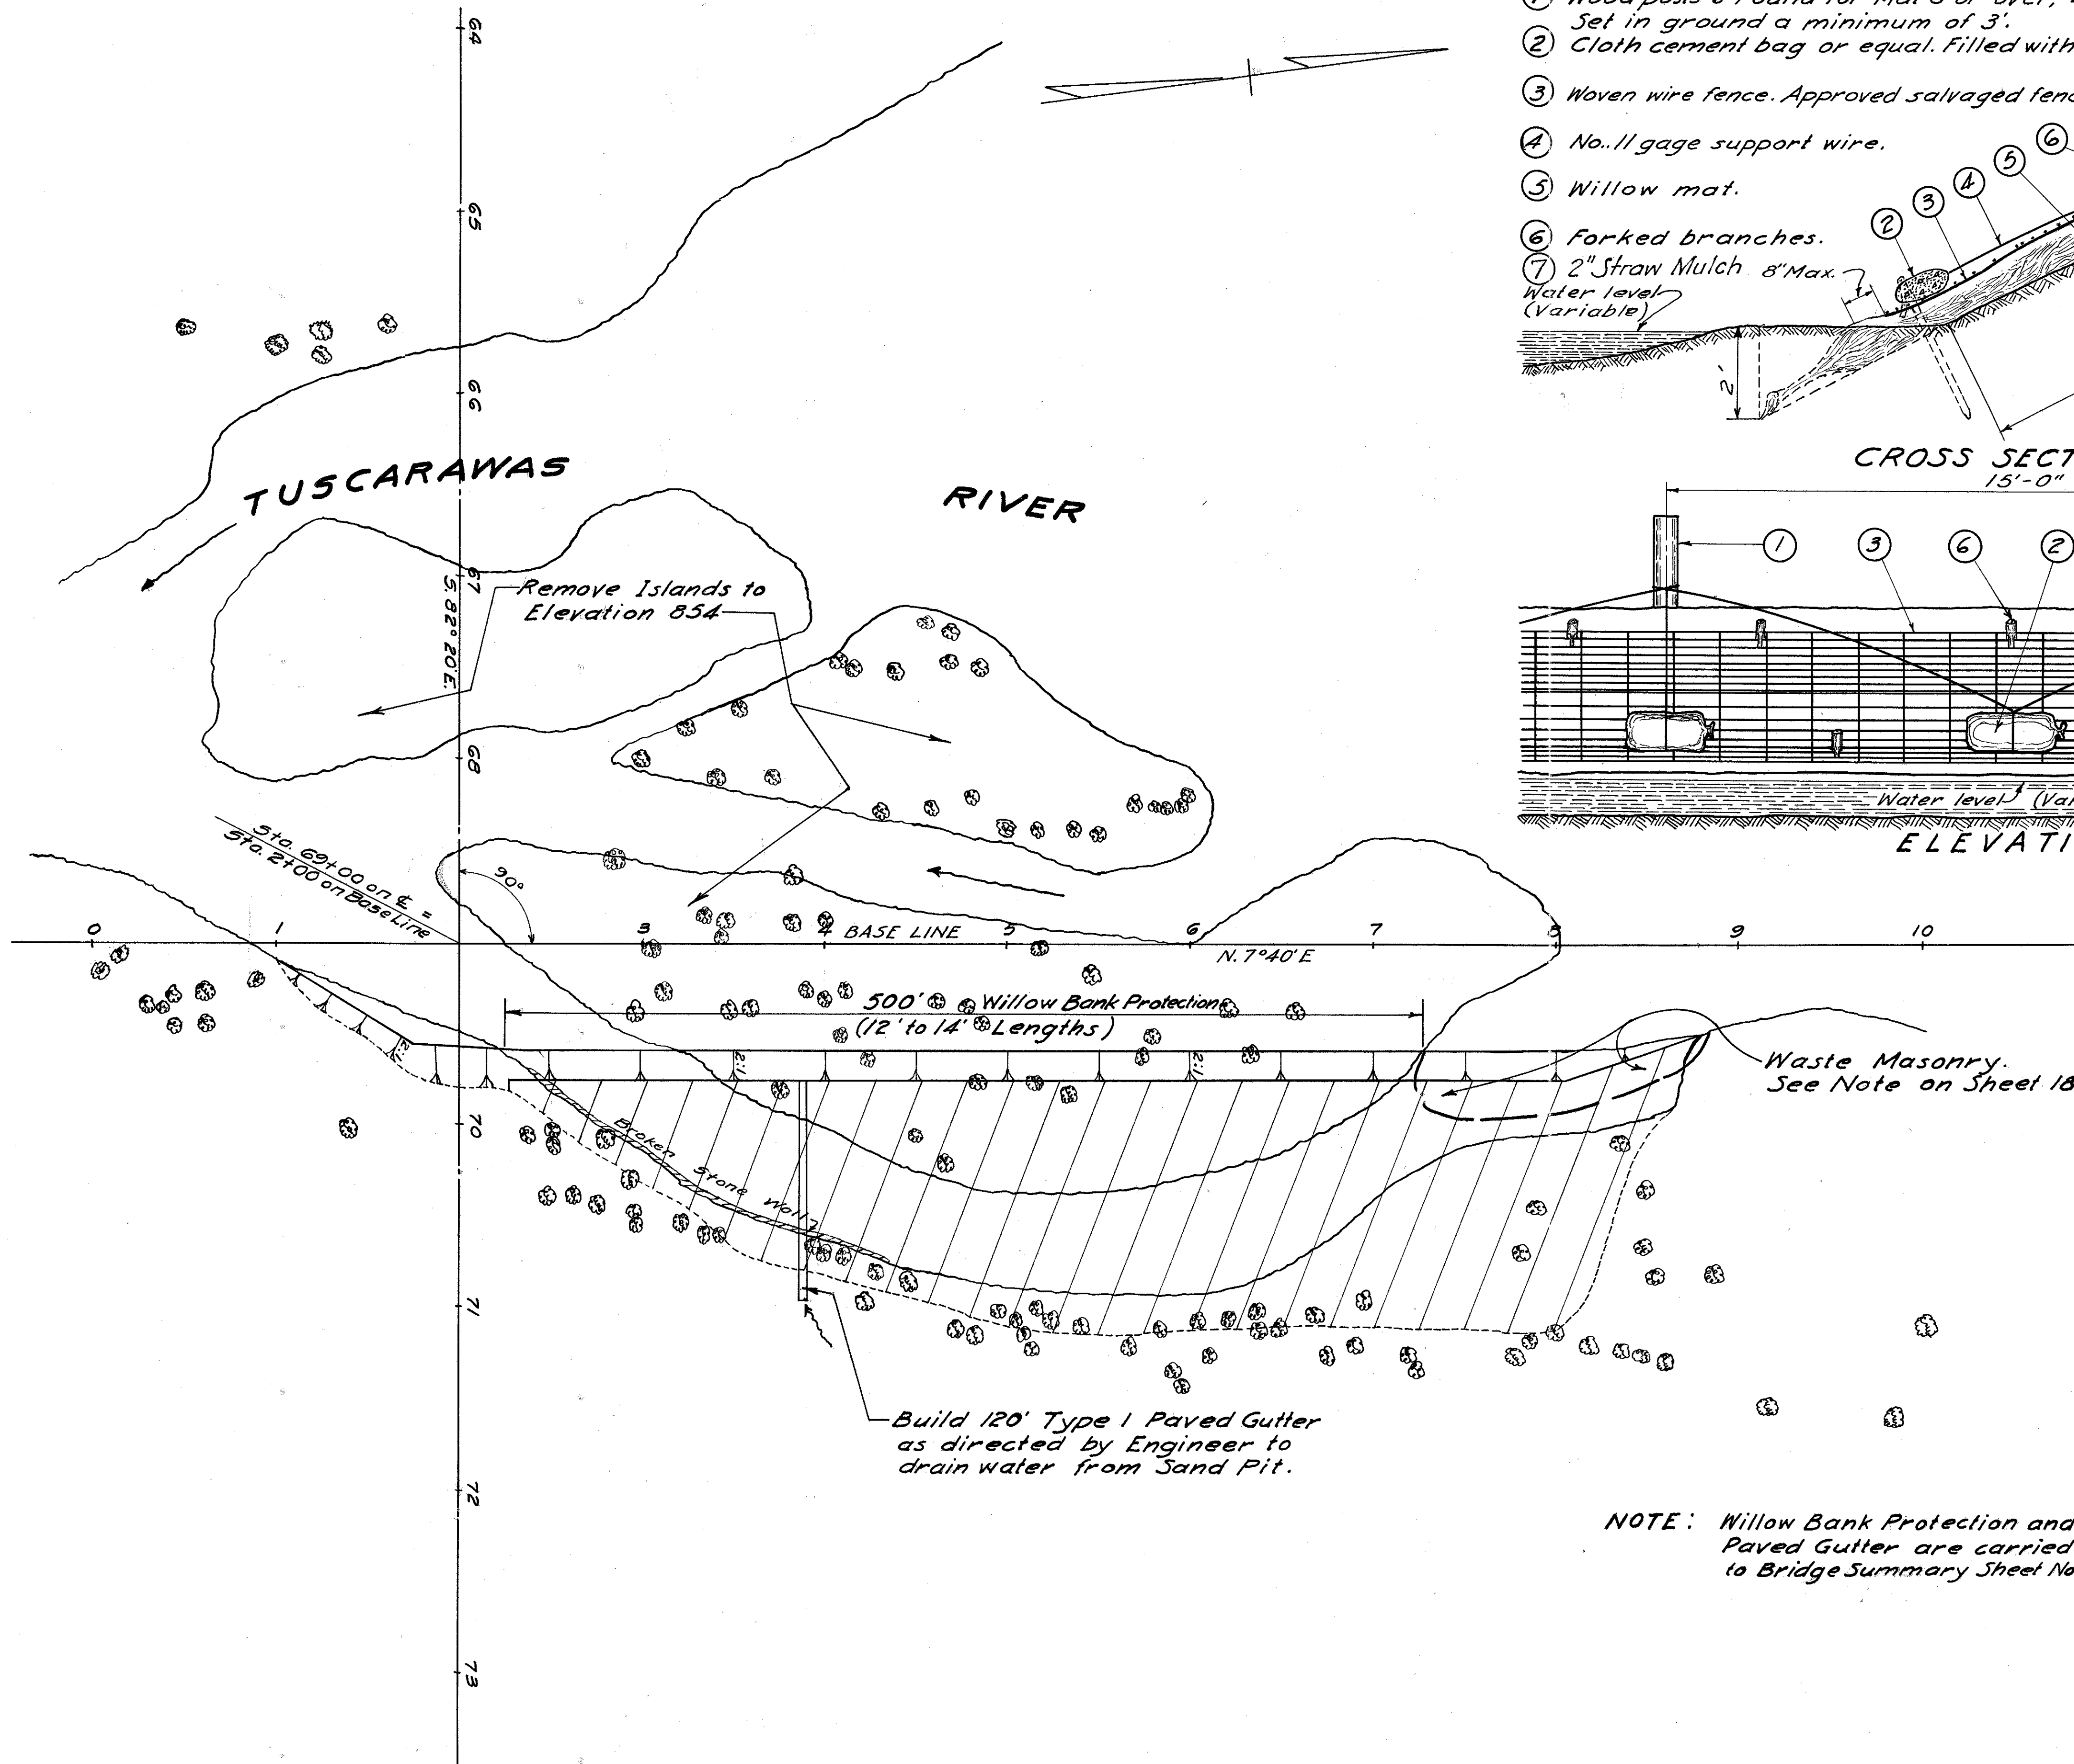 Set in ground a minimum of 3'.
② Cloth cement bag or equal. Filled with
③ Woven wire fence. Approved salvaged
④ No. 11 gage support wire.
⑤ Willow mat.
⑥ Forked branches.
⑦ 2" Straw Mulch
8" Max.
Water level
(Variable)
2'
② ③ ④ ⑤ ⑥
CROSS
15'-0"
① ③ ⑥ ②
Water level
64
65
66
67
S. 82° 20' E.
68
TUSCARAWAS RIVER
Remove Islands to
Elevation 854
Sta. 69+00 on ℄ =
Sta. 2+00 on Base Line
90°
0 1 3 4 BASE LINE 5 6 7 8 9 10
N. 7° 40' E
500' Willow Bank Protection
(12' to 14' Lengths)
2:1 2:1 2:1
Waste Masonry.
See Note on Sheet 18
Broken Stone Wall
70
71
72
73
Build 120' Type 1 Paved Gutter
as directed by Engineer to
drain water from Sand Pit.
NOTE: Willow Bank Protection and
Paved Gutter are carried
to Bridge Summary Sheet No